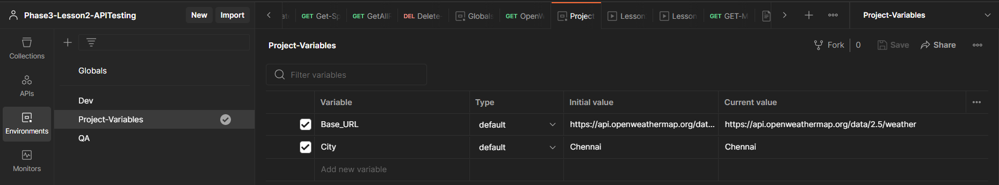 Phase3-Lesson2-APITesting New Import
GET Get-Sp GET GetAllP DEL Delete- Globals GET OpenW Project Lesson Lesson GET GET-M Project-Variables
Collections
APIs
Environments
Monitors
Globals
Dev
Project-Variables
QA
Project-Variables Fork 0 Save Share
Filter variables
Variable Type Initial value Current value
Base_URL default https://api.openweathermap.org/dat... https://api.openweathermap.org/data/2.5/weather
City default Chennai Chennai
Add new variable